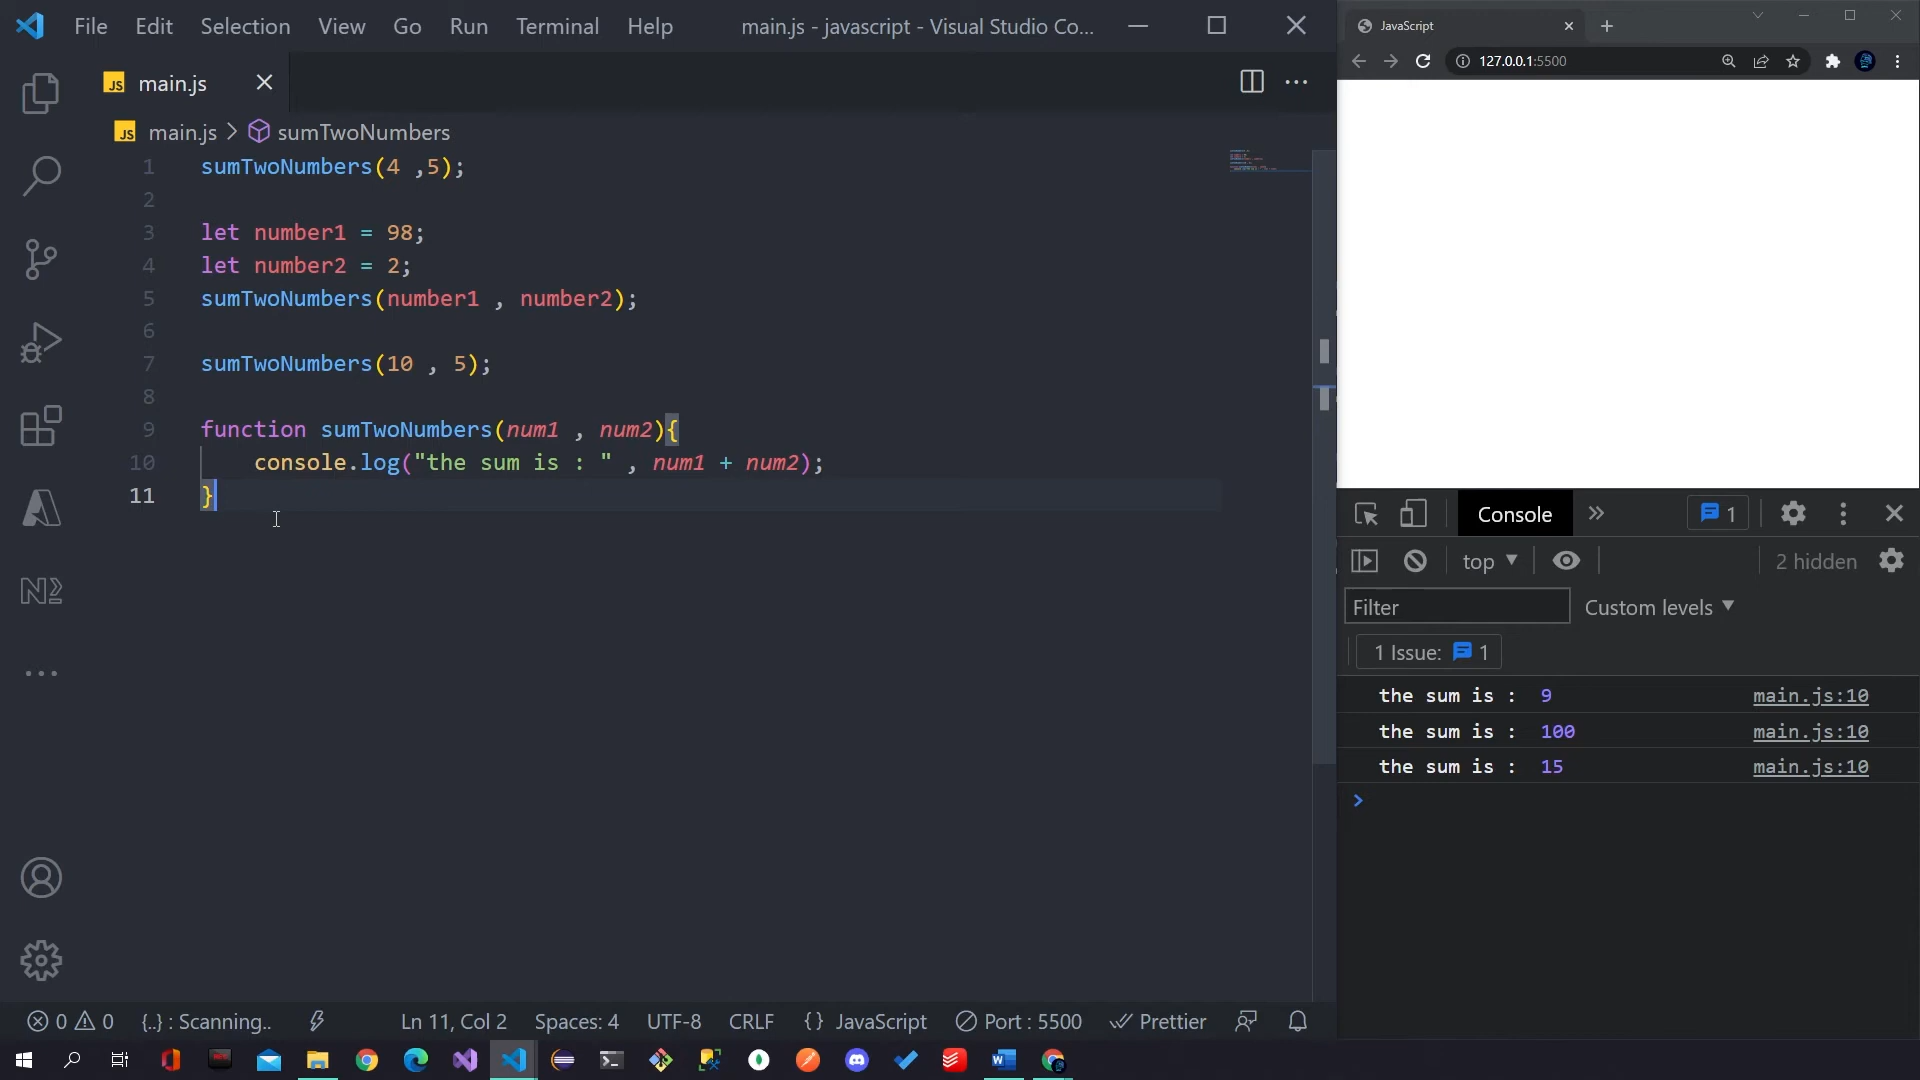 File Edit Selection View Go Run Terminal Help main.js - javascript - Visual Studio Co...
JS main.js
JS main.js > sumTwoNumbers
1 sumTwoNumbers(4 ,5);
2
3 let number1 = 98;
4 let number2 = 2;
5 sumTwoNumbers(number1 , number2);
6
7 sumTwoNumbers(10 , 5);
8
9 function sumTwoNumbers(num1 , num2){
10 console.log("the sum is : " , num1 + num2);
11 }
0 0 {..} : Scanning.. Ln 11, Col 2 Spaces: 4 UTF-8 CRLF {} JavaScript Port : 5500 Prettier
JavaScript
127.0.0.1:5500
Console 1
top 2 hidden
Filter Custom levels
1 Issue: 1
the sum is : 9 main.js:10
the sum is : 100 main.js:10
the sum is : 15 main.js:10
>